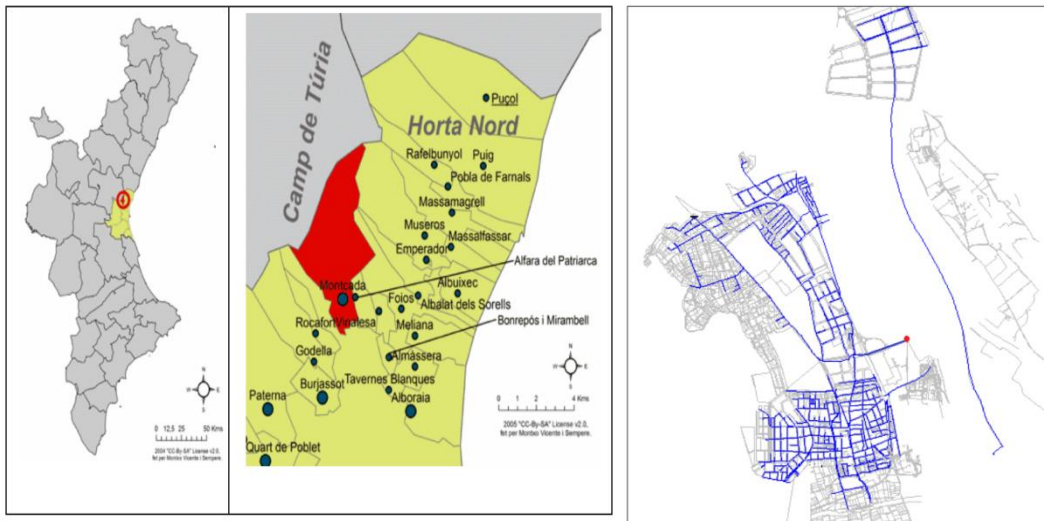 N
W E
S
0 12,5 25 50 Kms
2004 "CC-By-SA" License v2.0,
fet per Montxo Vicente i Sempere.
Camp de Túria
Horta Nord
Puçol
Rafelbunyol
Puig
Pobla de Farnals
Massamagrell
Museros
Massalfassar
Emperador
Alfara del Patriarca
Montcada
Foios
Albuixec
Albalat dels Sorells
Rocafort
Vinalesa
Meliana
Bonrepós i Mirambell
Godella
Almàssera
Tavernes Blanques
Paterna
Burjassot
Alboraia
Quart de Poblet
N
W E
S
0 1 2 4 Kms
2005 "CC-By-SA" License v2.0,
fet per Montxo Vicente i Sempere.